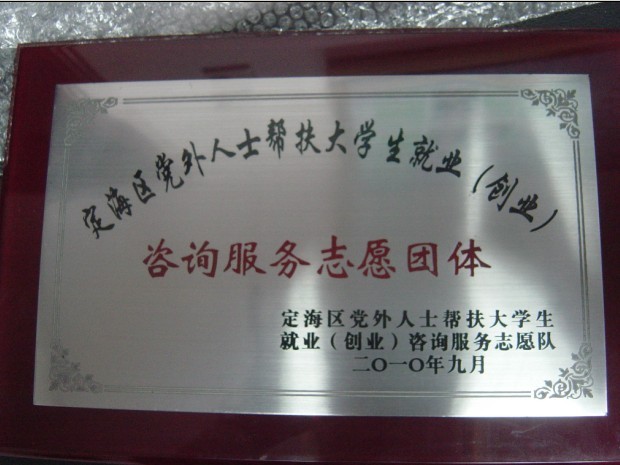 定海区党外人士帮扶大学生就业（创业）
咨询服务志愿团体
定海区党外人士帮扶大学生
就业（创业）咨询服务志愿队
二〇一〇年九月